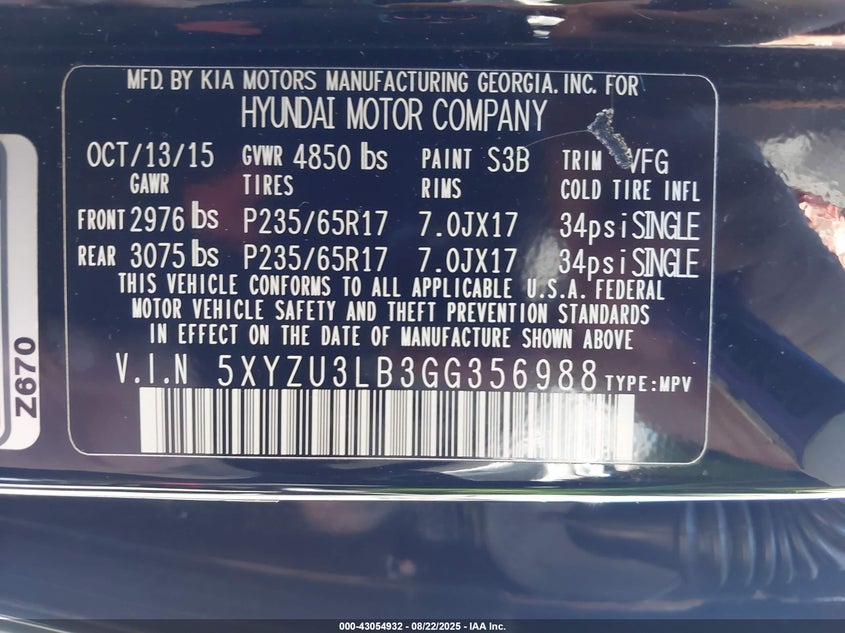 MFD. BY KIA MOTORS MANUFACTURING GEORGIA. INC. FOR
HYUNDAI MOTOR COMPANY
OCT/13/15 GVWR 4850 lbs PAINT S3B TRIM VFG
GAWR TIRES RIMS COLD TIRE INFL
FRONT 2976 lbs P235/65R17 7.0JX17 34psi SINGLE
REAR 3075 lbs P235/65R17 7.0JX17 34psi SINGLE
THIS VEHICLE CONFORMS TO ALL APPLICABLE U.S.A. FEDERAL
MOTOR VEHICLE SAFETY AND THEFT PREVENTION STANDARDS
IN EFFECT ON THE DATE OF MANUFACTURE SHOWN ABOVE
V.I.N 5XYZU3LB3GG356988 TYPE:MPV
Z670
000-43054932 - 08/22/2025 - IAA Inc.